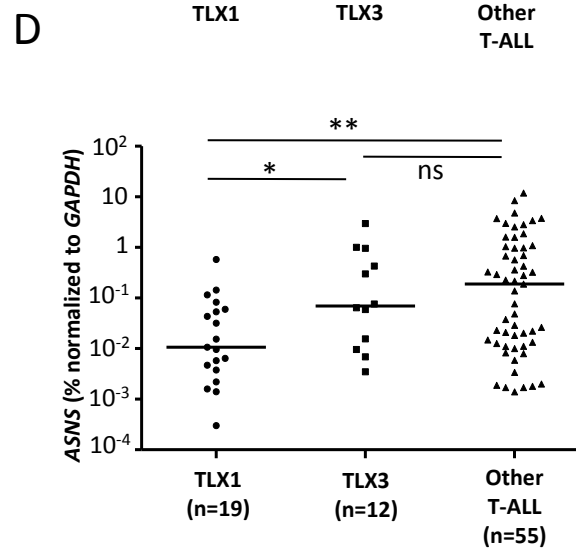 D
TLX1 TLX3 Other
T-ALL
**
* ns
10²
10
1
10⁻¹
10⁻²
10⁻³
10⁻⁴
ASNS (% normalized to GAPDH)
TLX1 TLX3 Other
(n=19) (n=12) T-ALL
(n=55)